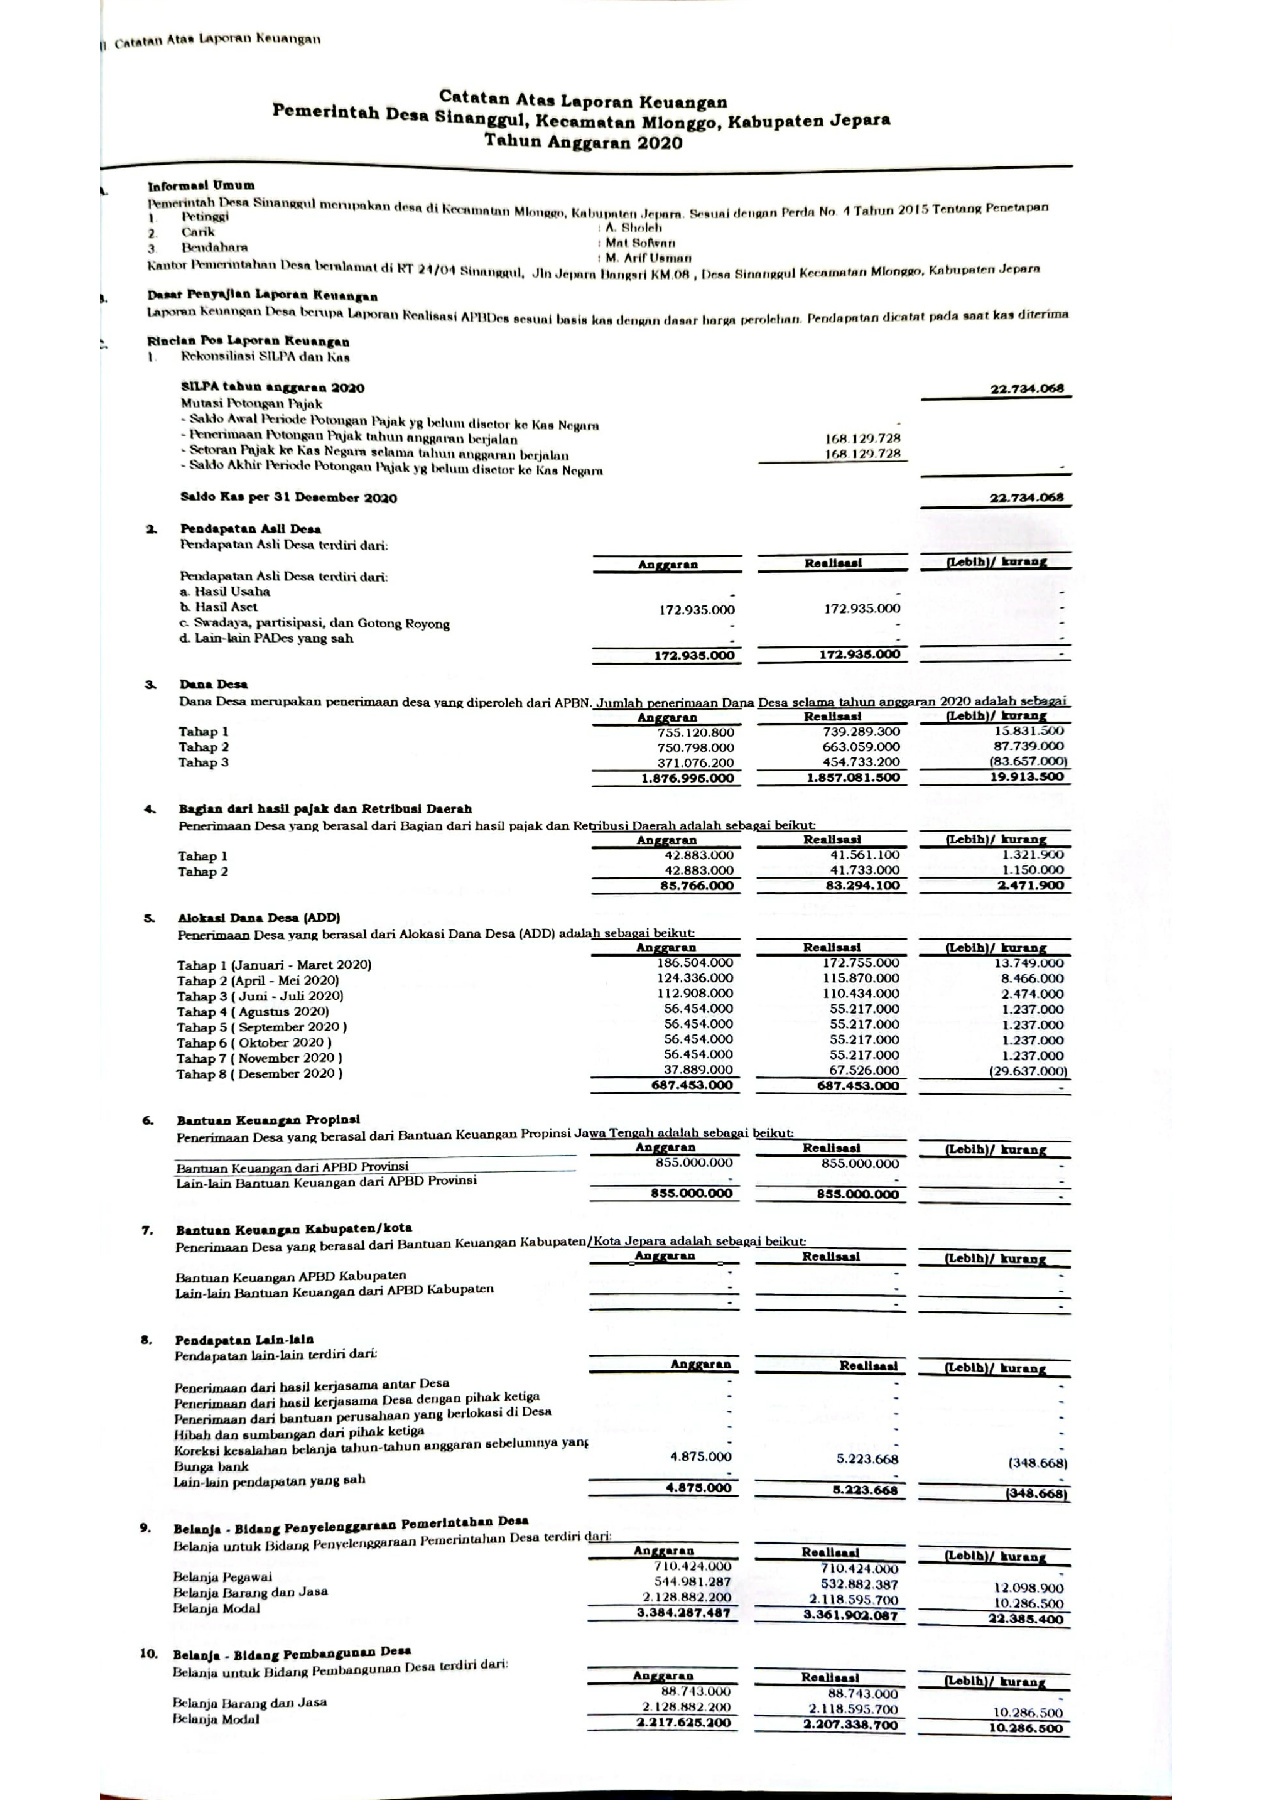 Catatan Atas Laporan Keuangan
Catatan Atas Laporan Keuangan
Pemerintah Desa Sinanggul, Kecamatan Mlonggo, Kabupaten Jepara
Tahun Anggaran 2020
Informasi Umum
Pemerintah Desa Sinanggul merupakan desa di Kecamatan Mlonggo, Kabupaten Jepara. Sesuai dengan Perda No. 4 Tahun 2015 Tentang Penetapan
1. Petinggi : A. Sholeh
2. Carik : Mat Sofwan
3. Bendahara : M. Arif Usman
Kantor Pemerintahan Desa beralamat di RT 24/04 Sinanggul, Jln Jepara Bangsri KM.08 , Desa Sinanggul Kecamatan Mlonggo, Kabupaten Jepara
B. Dasar Penyajian Laporan Keuangan
Laporan Keuangan Desa berupa Laporan Realisasi APBDes sesuai basis kas dengan dasar harga perolehan. Pendapatan dicatat pada saat kas diterima
C. Rincian Pos Laporan Keuangan
1. Rekonsiliasi SILPA dan Kas
SILPA tahun anggaran 2020 22.734.068
Mutasi Potongan Pajak
- Saldo Awal Periode Potongan Pajak yg belum disetor ke Kas Negara -
- Penerimaan Potongan Pajak tahun anggaran berjalan 168.129.728
- Setoran Pajak ke Kas Negara selama tahun anggaran berjalan 168.129.728
- Saldo Akhir Periode Potongan Pajak yg belum disetor ke Kas Negara -
Saldo Kas per 31 Desember 2020 22.734.068
2. Pendapatan Asli Desa
Pendapatan Asli Desa terdiri dari:
Anggaran Realisasi (Lebih)/ kurang
Pendapatan Asli Desa terdiri dari:
a. Hasil Usaha - - -
b. Hasil Aset 172.935.000 172.935.000 -
c. Swadaya, partisipasi, dan Gotong Royong - - -
d. Lain-lain PADes yang sah - - -
172.935.000 172.935.000 -
3. Dana Desa
Dana Desa merupakan penerimaan desa yang diperoleh dari APBN. Jumlah penerimaan Dana Desa selama tahun anggaran 2020 adalah sebagai
Anggaran Realisasi (Lebih)/ kurang
Tahap 1 755.120.800 739.289.300 15.831.500
Tahap 2 750.798.000 663.059.000 87.739.000
Tahap 3 371.076.200 454.733.200 (83.657.000)
1.876.995.000 1.857.081.500 19.913.500
4. Bagian dari hasil pajak dan Retribusi Daerah
Penerimaan Desa yang berasal dari Bagian dari hasil pajak dan Retribusi Daerah adalah sebagai beikut:
Anggaran Realisasi (Lebih)/ kurang
Tahap 1 42.883.000 41.561.100 1.321.900
Tahap 2 42.883.000 41.733.000 1.150.000
85.766.000 83.294.100 2.471.900
5. Alokasi Dana Desa (ADD)
Penerimaan Desa yang berasal dari Alokasi Dana Desa (ADD) adalah sebagai beikut:
Anggaran Realisasi (Lebih)/ kurang
Tahap 1 (Januari - Maret 2020) 186.504.000 172.755.000 13.749.000
Tahap 2 (April - Mei 2020) 124.336.000 115.870.000 8.466.000
Tahap 3 ( Juni - Juli 2020) 112.908.000 110.434.000 2.474.000
Tahap 4 ( Agustus 2020) 56.454.000 55.217.000 1.237.000
Tahap 5 ( September 2020 ) 56.454.000 55.217.000 1.237.000
Tahap 6 ( Oktober 2020 ) 56.454.000 55.217.000 1.237.000
Tahap 7 ( November 2020 ) 56.454.000 55.217.000 1.237.000
Tahap 8 ( Desember 2020 ) 37.889.000 67.526.000 (29.637.000)
687.453.000 687.453.000 -
6. Bantuan Keuangan Propinsi
Penerimaan Desa yang berasal dari Bantuan Keuangan Propinsi Jawa Tengah adalah sebagai beikut:
Anggaran Realisasi (Lebih)/ kurang
Bantuan Keuangan dari APBD Provinsi 855.000.000 855.000.000 -
Lain-lain Bantuan Keuangan dari APBD Provinsi - - -
855.000.000 855.000.000 -
7. Bantuan Keuangan Kabupaten/kota
Penerimaan Desa yang berasal dari Bantuan Keuangan Kabupaten/Kota Jepara adalah sebagai beikut:
Anggaran Realisasi (Lebih)/ kurang
Bantuan Keuangan APBD Kabupaten - - -
Lain-lain Bantuan Keuangan dari APBD Kabupaten - - -
- - -
8. Pendapatan Lain-lain
Pendapatan lain-lain terdiri dari:
Anggaran Realisasi (Lebih)/ kurang
Penerimaan dari hasil kerjasama antar Desa - - -
Penerimaan dari hasil kerjasama Desa dengan pihak ketiga - - -
Penerimaan dari bantuan perusahaan yang berlokasi di Desa - - -
Hibah dan sumbangan dari pihak ketiga - - -
Koreksi kesalahan belanja tahun-tahun anggaran sebelumnya yang - - -
Bunga bank 4.875.000 5.223.668 (348.668)
Lain-lain pendapatan yang sah - - -
4.875.000 5.223.668 (348.668)
9. Belanja - Bidang Penyelenggaraan Pemerintahan Desa
Belanja untuk Bidang Penyelenggaraan Pemerintahan Desa terdiri dari:
Anggaran Realisasi (Lebih)/ kurang
Belanja Pegawai 710.424.000 710.424.000 -
Belanja Barang dan Jasa 544.981.287 532.882.387 12.098.900
Belanja Modal 2.128.882.200 2.118.595.700 10.286.500
3.384.287.487 3.361.902.087 22.385.400
10. Belanja - Bidang Pembangunan Desa
Belanja untuk Bidang Pembangunan Desa terdiri dari:
Anggaran Realisasi (Lebih)/ kurang
Belanja Barang dan Jasa 88.743.000 88.743.000 -
Belanja Modal 2.128.882.200 2.118.595.700 10.286.500
2.217.625.200 2.207.338.700 10.286.500